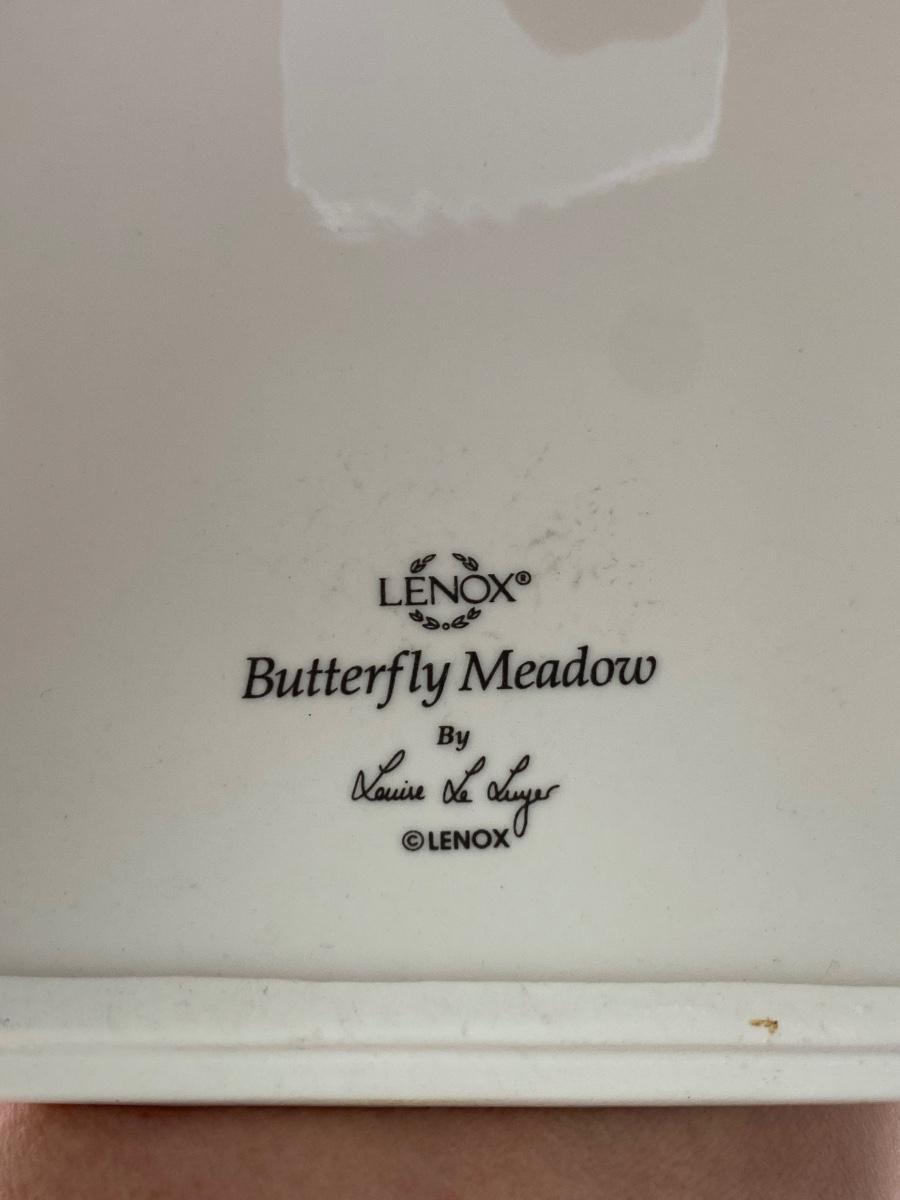 LENOX®
Butterfly Meadow
By
Louise Le Luyer
©LENOX